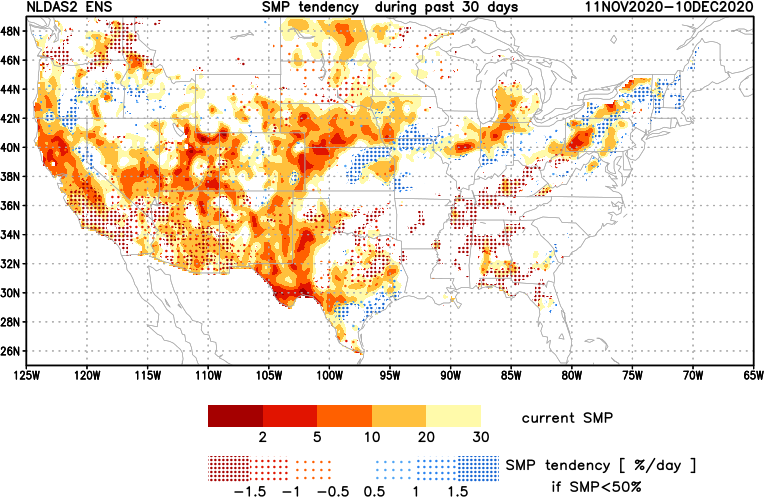 NLDAS2 ENS SMP tendency during past 30 days 11NOV2020-10DEC2020
48N
46N
44N
42N
40N
38N
36N
34N
32N
30N
28N
26N
125W 120W 115W 110W 105W 100W 95W 90W 85W 80W 75W 70W 65W
current SMP
2 5 10 20 30
SMP tendency [ %/day ]
-1.5 -1 -0.5 0.5 1 1.5 if SMP<50%